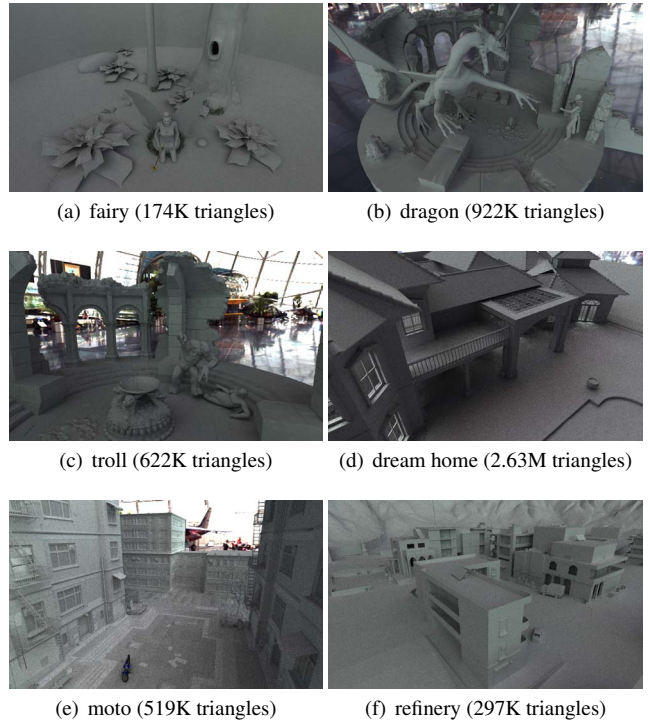 (a) fairy (174K triangles)
(b) dragon (922K triangles)
(c) troll (622K triangles)
(d) dream home (2.63M triangles)
(e) moto (519K triangles)
(f) refinery (297K triangles)